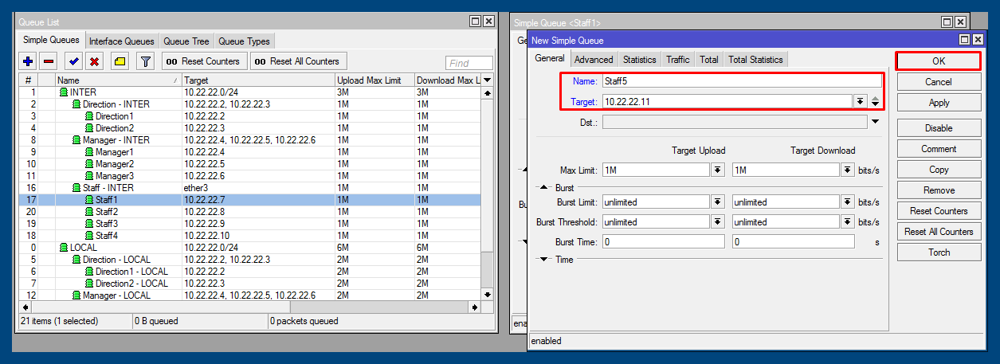 Queue List
Simple Queues Interface Queues Queue Tree Queue Types
00 Reset Counters 00 Reset All Counters Find
# Name Target Upload Max Limit Download Max L
1 INTER 10.22.22.0/24 3M 3M
2 Direction - INTER 10.22.22.2, 10.22.22.3 1M 1M
3 Direction1 10.22.22.2 1M 1M
4 Direction2 10.22.22.3 1M 1M
8 Manager - INTER 10.22.22.4, 10.22.22.5, 10.22.22.6 1M 1M
9 Manager1 10.22.22.4 1M 1M
10 Manager2 10.22.22.5 1M 1M
11 Manager3 10.22.22.6 1M 1M
16 Staff - INTER ether3 1M 1M
17 Staff1 10.22.22.7 1M 1M
20 Staff2 10.22.22.8 1M 1M
19 Staff3 10.22.22.9 1M 1M
18 Staff4 10.22.22.10 1M 1M
0 LOCAL 10.22.22.0/24 6M 6M
5 Direction - LOCAL 10.22.22.2, 10.22.22.3 2M 2M
6 Direction1 - LOCAL 10.22.22.2 2M 2M
7 Direction2 - LOCAL 10.22.22.3 2M 2M
12 Manager - LOCAL 10.22.22.4, 10.22.22.5, 10.22.22.6 2M 2M
21 items (1 selected) 0 B queued 0 packets queued
Simple Queue <Staff1>
Ge
Bu
ena
New Simple Queue
General Advanced Statistics Traffic Total Total Statistics
Name: Staff5
Target: 10.22.22.11
Dst.:
Target Upload Target Download
Max Limit: 1M 1M bits/s
Burst
Burst Limit: unlimited unlimited bits/s
Burst Threshold: unlimited unlimited bits/s
Burst Time: 0 0 s
Time
OK
Cancel
Apply
Disable
Comment
Copy
Remove
Reset Counters
Reset All Counters
Torch
enabled